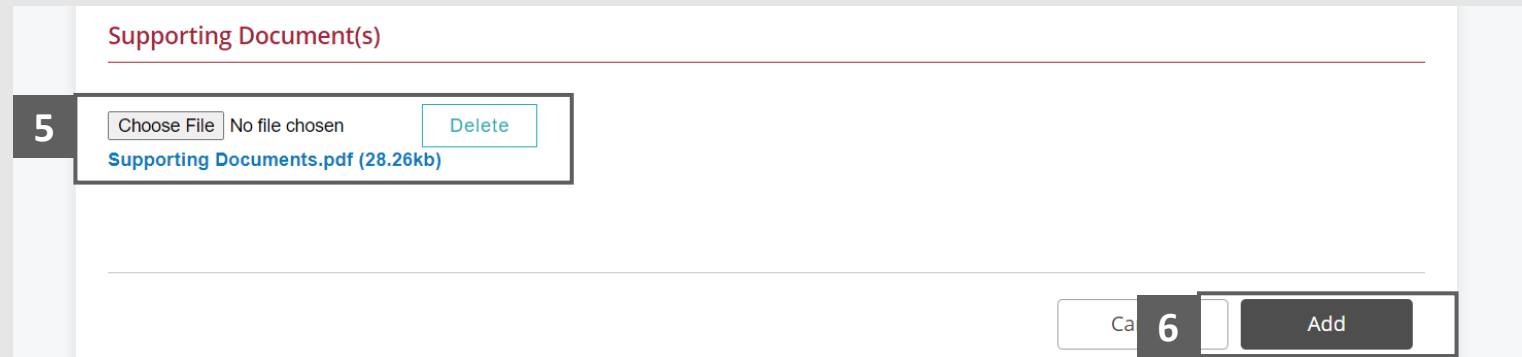 Supporting Document(s)
5
Choose File No file chosen Delete
Supporting Documents.pdf (28.26kb)
6 Add